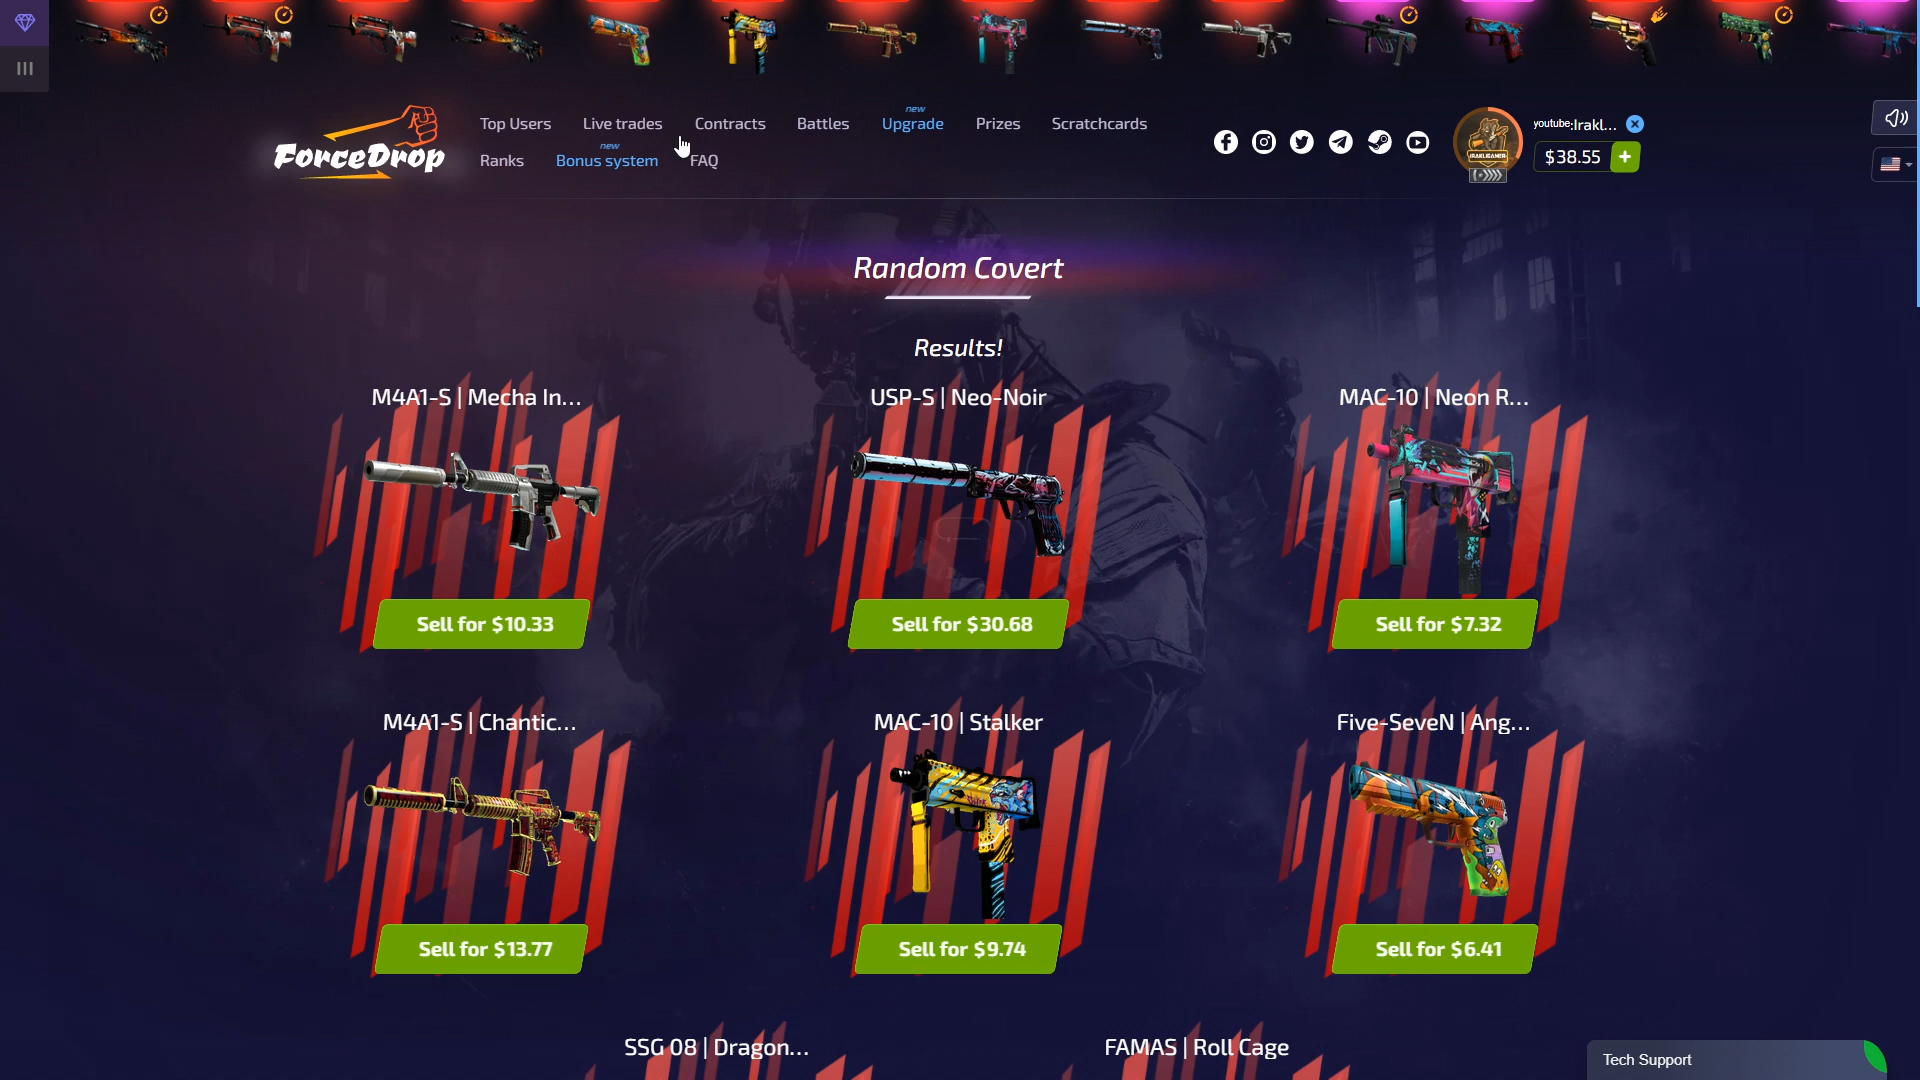 Top Users
Live trades
Contracts
Battles
new
Upgrade
Prizes
Scratchcards
Ranks
new
Bonus system
FAQ
ForceDrop
IRAKLIGAMER
youtube:Irakl...
$38.55
+
Random Covert
Results!
M4A1-S | Mecha In...
USP-S | Neo-Noir
MAC-10 | Neon R...
Sell for $10.33
Sell for $30.68
Sell for $7.32
M4A1-S | Chantic...
MAC-10 | Stalker
Five-SeveN | Ang...
Sell for $13.77
Sell for $9.74
Sell for $6.41
SSG 08 | Dragon...
FAMAS | Roll Cage
Tech Support